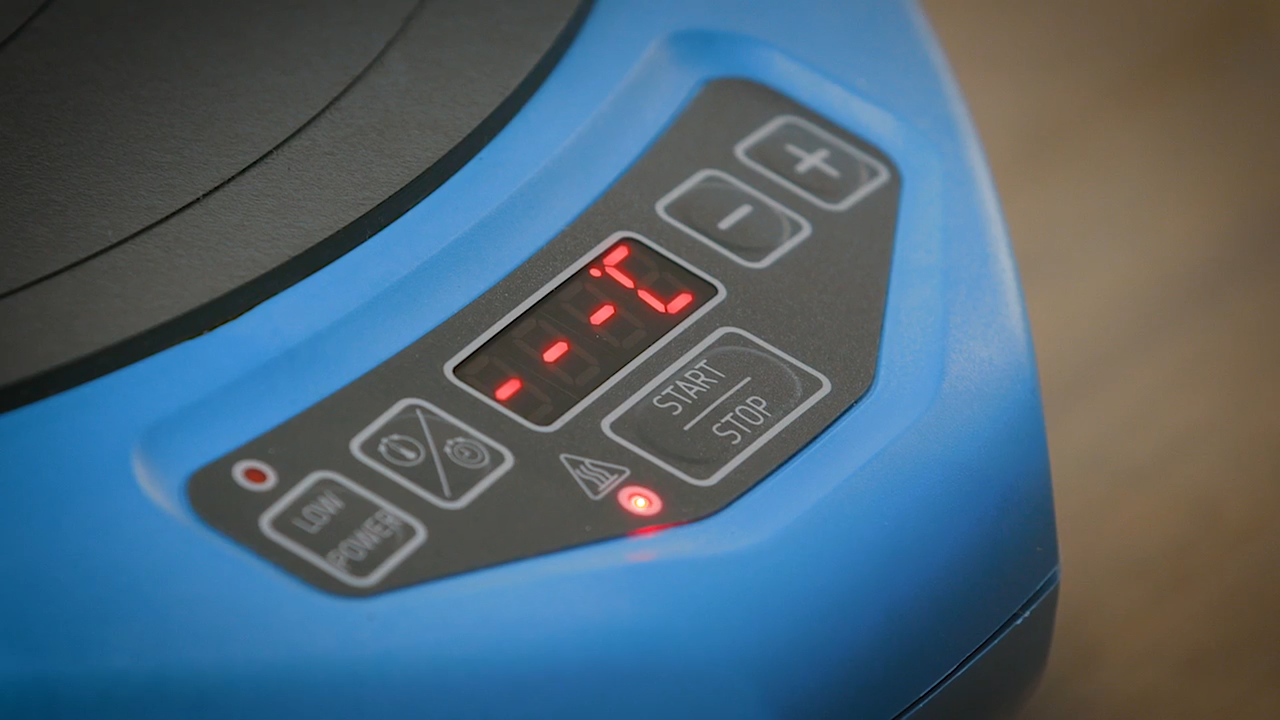 +
-
---°C
START
STOP
LOW
POWER